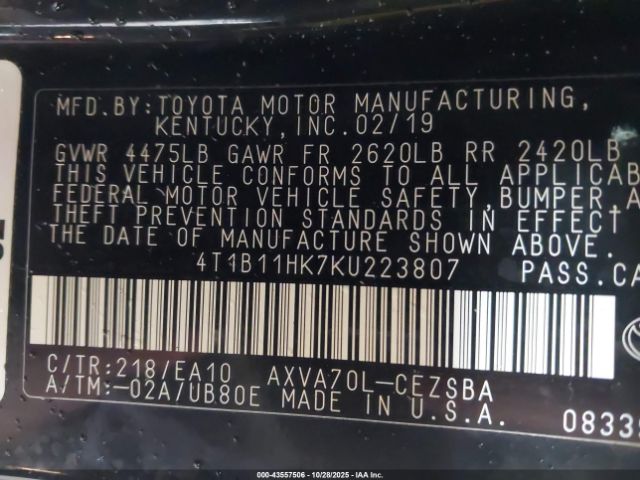 MFD.BY:TOYOTA MOTOR MANUFACTURING,
KENTUCKY,INC.02/19
GVWR 4475LB GAWR FR 2620LB RR 2420LB
THIS VEHICLE CONFORMS TO ALL APPLICAB
FEDERAL MOTOR VEHICLE SAFETY,BUMPER,A
THEFT PREVENTION STANDARDS IN EFFECT
THE DATE OF MANUFACTURE SHOWN ABOVE.
4T1B11HK7KU223807 PASS.CA
C/TR:218/EA10 AXVA70L-CEZSBA
A/TM:-02A/UB80E MADE IN U.S.A.
0833
000-43557506 - 10/28/2025 - © IAA Holdings, LLC